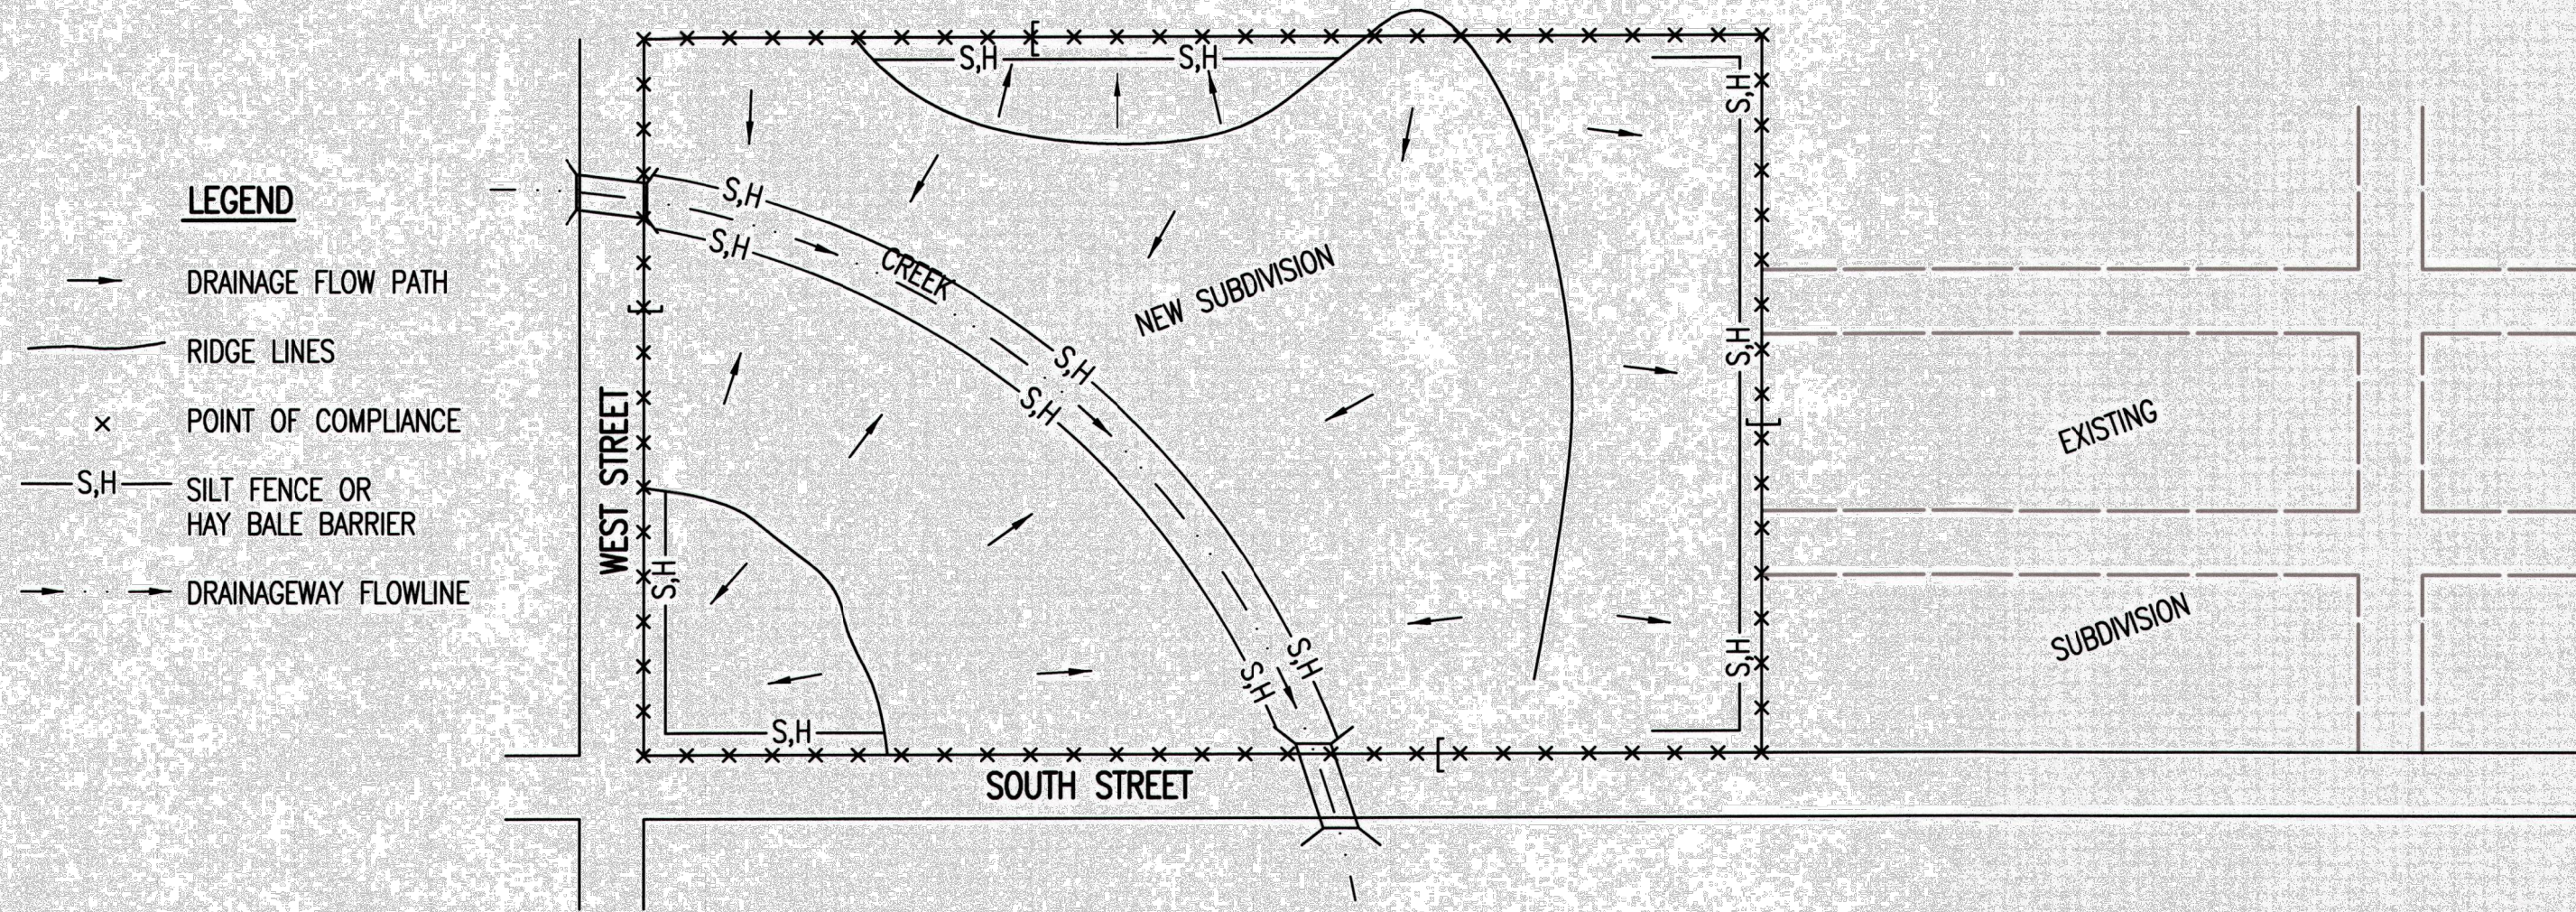 LEGEND
DRAINAGE FLOW PATH
RIDGE LINES
x POINT OF COMPLIANCE
S,H SILT FENCE OR
HAY BALE BARRIER
DRAINAGEWAY FLOWLINE
S,H
S,H
S,H
S,H
S,H
CREEK
NEW SUBDIVISION
S,H
S,H
S,H
WEST STREET
EXISTING
S,H
S,H
S,H
S,H
S,H
SUBDIVISION
SOUTH STREET